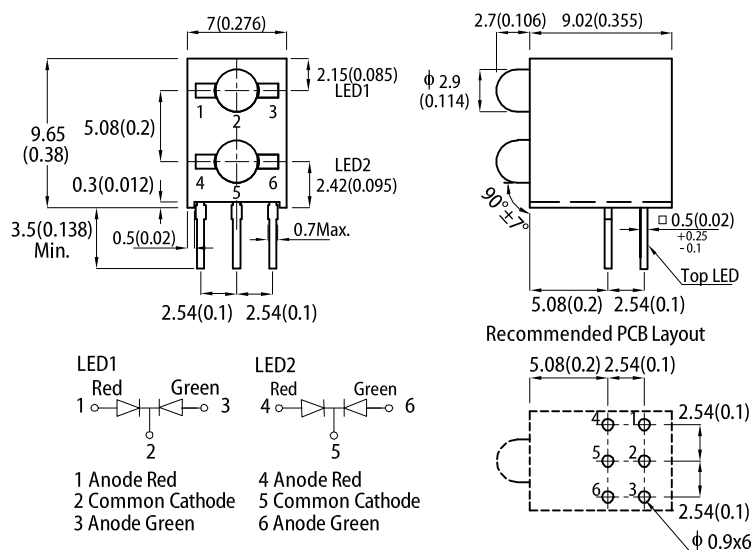 7(0.276)
2.15(0.085)
LED1
1 2 3
5.08(0.2)
9.65
(0.38)
LED2
4 5 6
2.42(0.095)
0.3(0.012)
3.5(0.138)
Min.
0.5(0.02)
0.7Max.
2.54(0.1) 2.54(0.1)
2.7(0.106) 9.02(0.355)
ϕ 2.9
(0.114)
90°±7°
□ 0.5(0.02)
+0.25
-0.1
Top LED
5.08(0.2) 2.54(0.1)
LED1
Red Green
1 3
2
1 Anode Red
2 Common Cathode
3 Anode Green
LED2
Red Green
4 6
5
4 Anode Red
5 Common Cathode
6 Anode Green
Recommended PCB Layout
5.08(0.2) 2.54(0.1)
2.54(0.1)
4 1
5 2
6 3
2.54(0.1)
ϕ 0.9x6